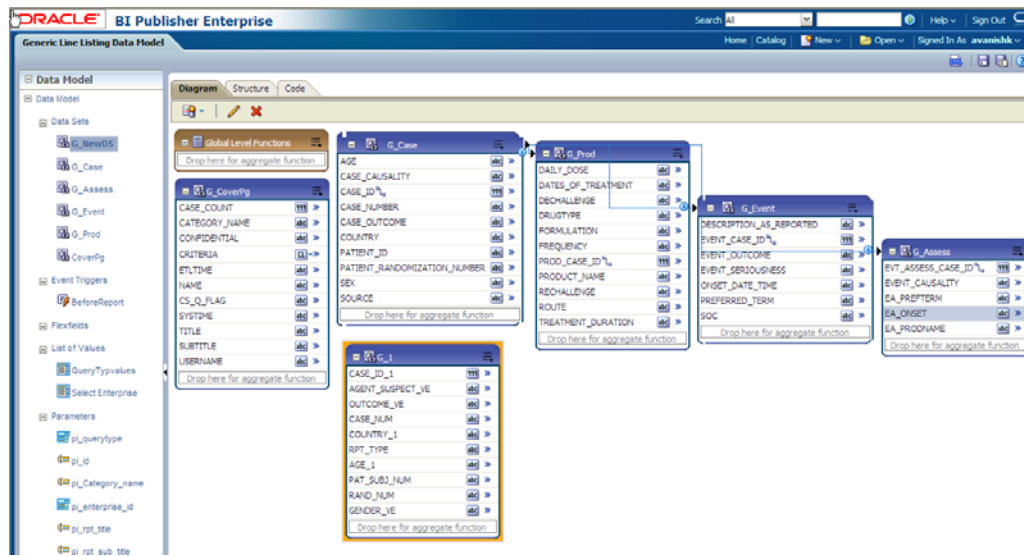 ORACLE BI Publisher Enterprise
Search All
Help Sign Out
Generic Line Listing Data Model
Home Catalog New Open Signed In As avanishk
Data Model
Data Model
Data Sets
G_NewDS
G_Case
G_Assess
G_Event
G_Prod
CoverPg
Event Triggers
BeforeReport
Flexfields
List of Values
QueryTypvalues
Select Enterprise
Parameters
pi_querytype
pi_id
pi_Category_name
pi_enterprise_id
pi_rpt_title
pi_rpt_sub_title
Diagram Structure Code
Global Level Functions
Drop here for aggregate function
G_CoverPg
CASE_COUNT
CATEGORY_NAME
CONFIDENTIAL
CRITERIA
ETLTIME
NAME
CS_Q_FLAG
SYSTIME
TITLE
SUBTITLE
USERNAME
Drop here for aggregate function
G_Case
AGE
CASE_CAUSALITY
CASE_ID
CASE_NUMBER
CASE_OUTCOME
COUNTRY
PATIENT_ID
PATIENT_RANDOMIZATION_NUMBER
SEX
SOURCE
Drop here for aggregate function
G_1
CASE_ID_1
AGENT_SUSPECT_VE
OUTCOME_VE
CASE_NUM
COUNTRY_1
RPT_TYPE
AGE_1
PAT_SUBJ_NUM
RAND_NUM
GENDER_VE
Drop here for aggregate function
G_Prod
DAILY_DOSE
DATES_OF_TREATMENT
DECHALLENGE
DRUGTYPE
FORMULATION
FREQUENCY
PROD_CASE_ID
PRODUCT_NAME
RECHALLENGE
ROUTE
TREATMENT_DURATION
Drop here for aggregate function
G_Event
DESCRIPTION_AS_REPORTED
EVENT_CASE_ID
EVENT_OUTCOME
EVENT_SERIOUSNESS
ONSET_DATE_TIME
PREFERRED_TERM
SOC
Drop here for aggregate function
G_Assess
EVT_ASSESS_CASE_ID
EVENT_CAUSALITY
EA_PREFTERM
EA_ONSET
EA_PRODNAME
Drop here for aggregate function